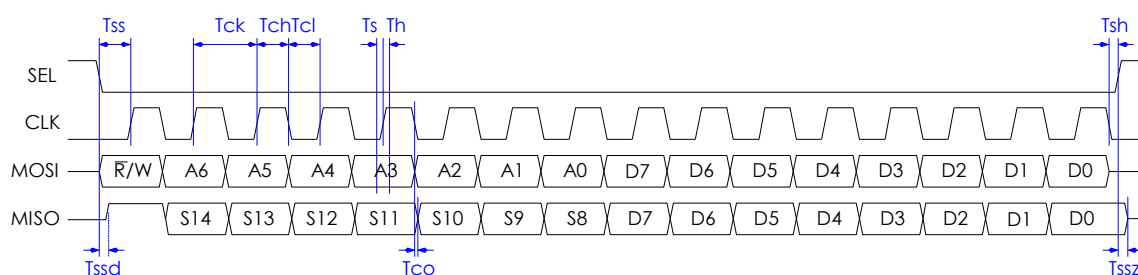 Tss Tck Tch Tcl Ts Th Tsh
SEL
CLK
MOSI R̅/W A6 A5 A4 A3 A2 A1 A0 D7 D6 D5 D4 D3 D2 D1 D0
MISO S14 S13 S12 S11 S10 S9 S8 D7 D6 D5 D4 D3 D2 D1 D0
Tssd Tco Tssz